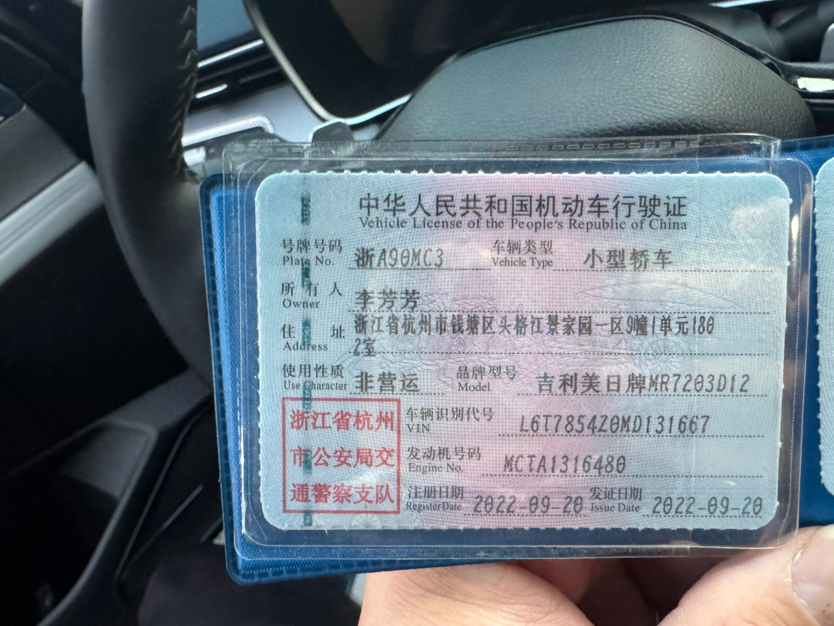 中华人民共和国机动车行驶证
Vehicle License of the People's Republic of China
号牌号码 浙A90MC3 车辆类型 小型轿车
Plate No. Vehicle Type
所有人 李芳芳
Owner
住址 浙江省杭州市钱塘区头格江景家园一区9幢1单元180
Address 2室
使用性质 非营运 品牌型号 吉利美日牌MR7203D12
Use Character Model
浙江省杭州
市公安局交
通警察支队
车辆识别代号 L6T7854Z0MD131667
VIN
发动机号码 MCTA1316480
Engine No.
注册日期 2022-09-20 发证日期 2022-09-20
Register Date Issue Date